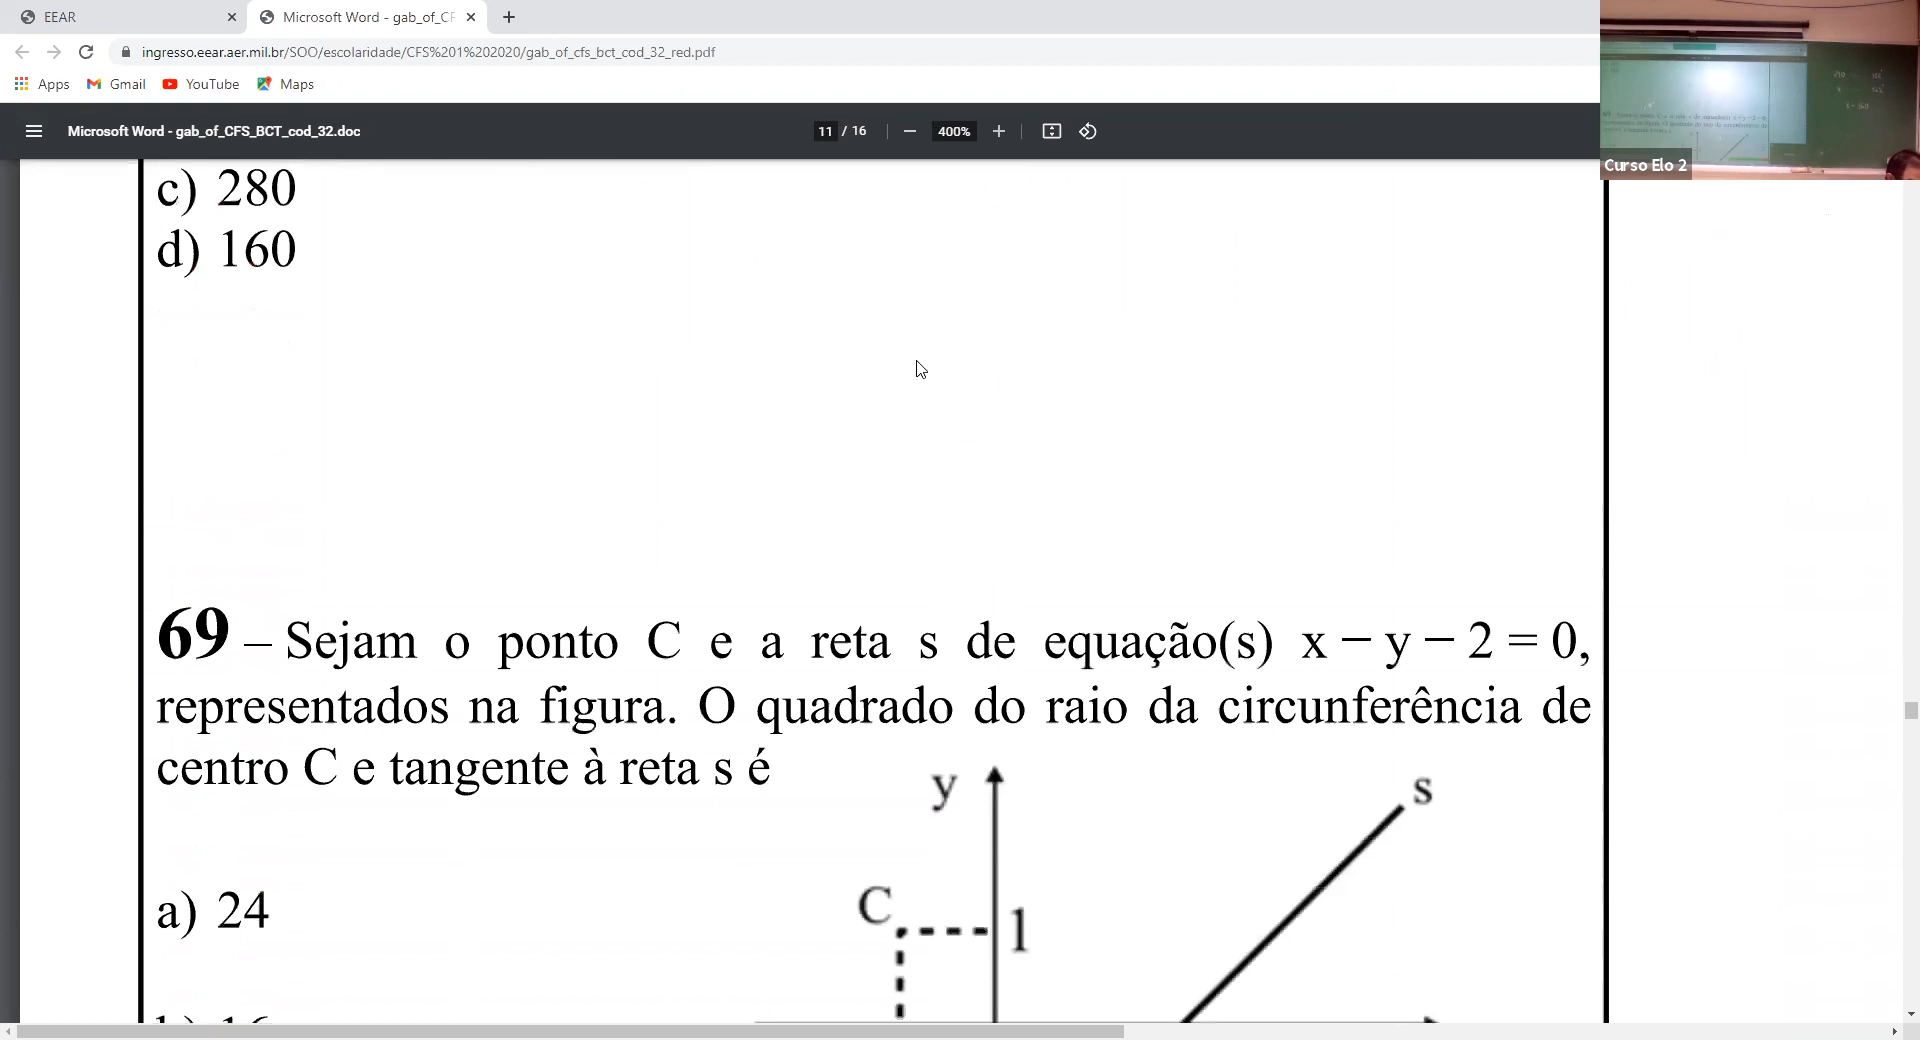 EEAR
Microsoft Word - gab_of_CF
ingresso.eear.aer.mil.br/SOO/escolaridade/CFS%201%202020/gab_of_cfs_bct_cod_32_red.pdf
Apps Gmail YouTube Maps
Microsoft Word - gab_of_CFS_BCT_cod_32.doc 11 / 16 400%
Curso Elo 2
c) 280
d) 160
69 – Sejam o ponto C e a reta s de equação(s) x − y − 2 = 0,
representados na figura. O quadrado do raio da circunferência de
centro C e tangente à reta s é
y s
C 1
a) 24